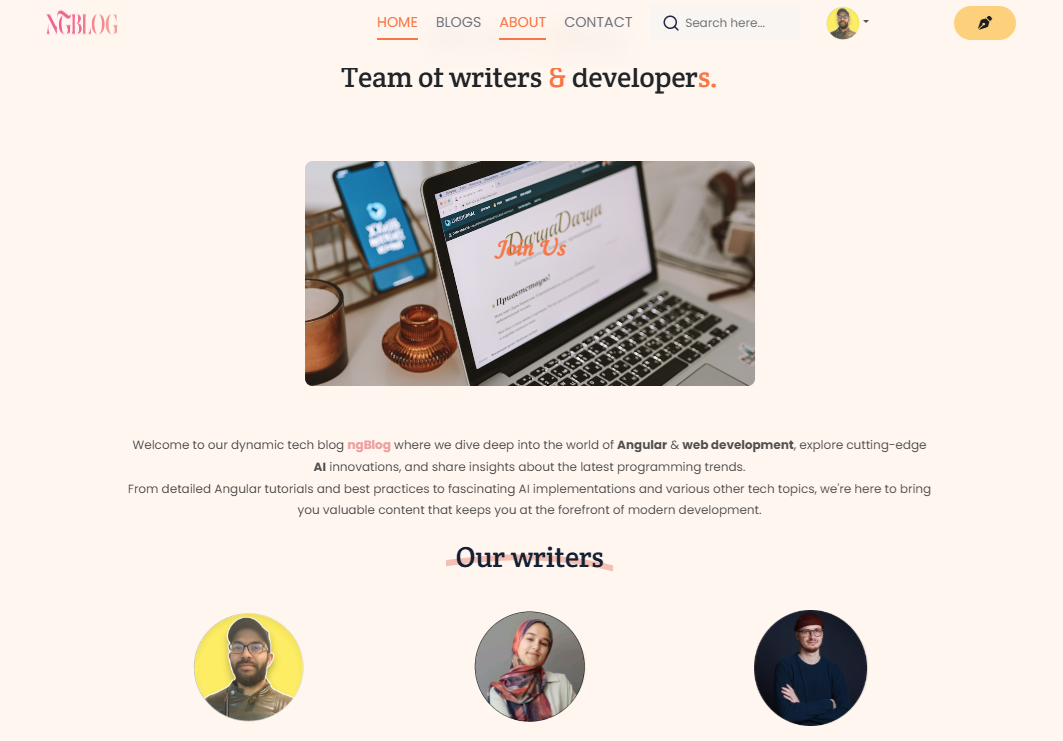 NGBLOG
HOME BLOGS ABOUT CONTACT Search here...
Team of writers & developers.
DaryaDarya
Join Us
Приветствую!
Welcome to our dynamic tech blog ngBlog where we dive deep into the world of Angular & web development, explore cutting-edge
AI innovations, and share insights about the latest programming trends.
From detailed Angular tutorials and best practices to fascinating AI implementations and various other tech topics, we're here to bring
you valuable content that keeps you at the forefront of modern development.
Our writers